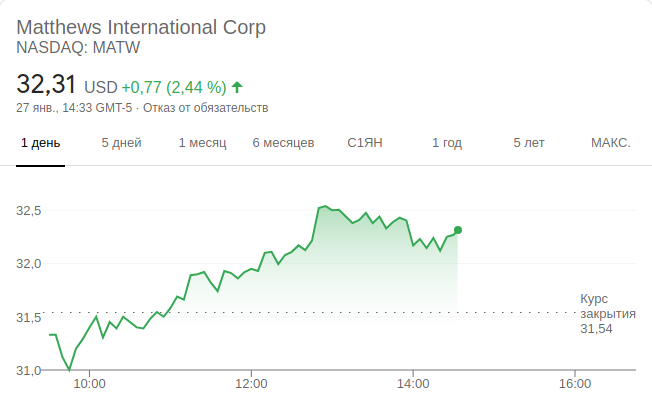 Matthews International Corp
NASDAQ: MATW
32,31 USD +0,77 (2,44 %)
27 янв., 14:33 GMT-5 · Отказ от обязательств
1 день 5 дней 1 месяц 6 месяцев С1ЯН 1 год 5 лет МАКС.
32,5
32,0
31,5
31,0
Курс
закрытия
31,54
10:00 12:00 14:00 16:00